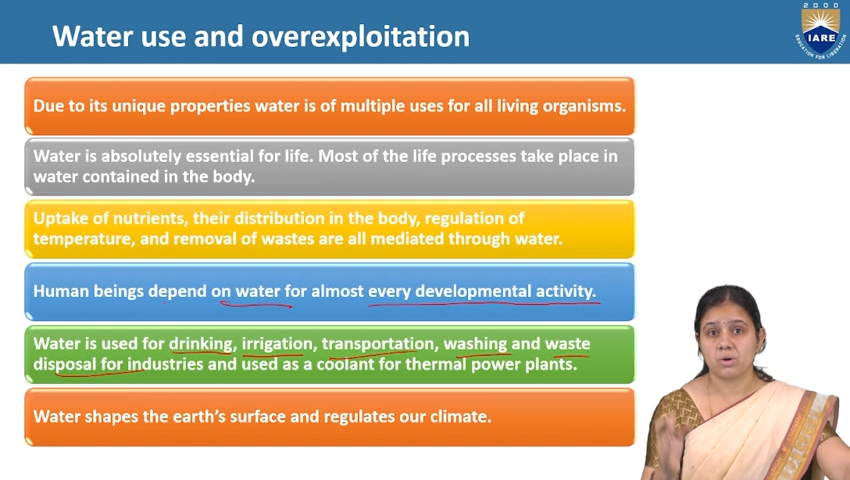 Water use and overexploitation
2000
IARE
EDUCATION FOR LIBERATION
Due to its unique properties water is of multiple uses for all living organisms.
Water is absolutely essential for life. Most of the life processes take place in
water contained in the body.
Uptake of nutrients, their distribution in the body, regulation of
temperature, and removal of wastes are all mediated through water.
Human beings depend on water for almost every developmental activity.
Water is used for drinking, irrigation, transportation, washing and waste
disposal for industries and used as a coolant for thermal power plants.
Water shapes the earth’s surface and regulates our climate.